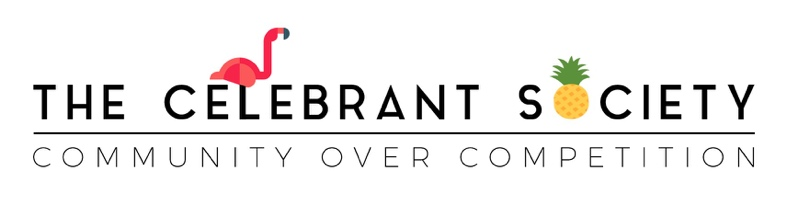 THE CELEBRANT SOCIETY
COMMUNITY OVER COMPETITION